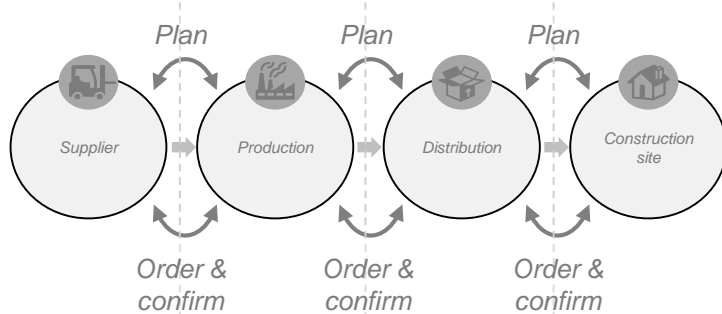 Plan
Plan
Plan
Supplier
Production
Distribution
Construction
site
Order &
confirm
Order &
confirm
Order &
confirm